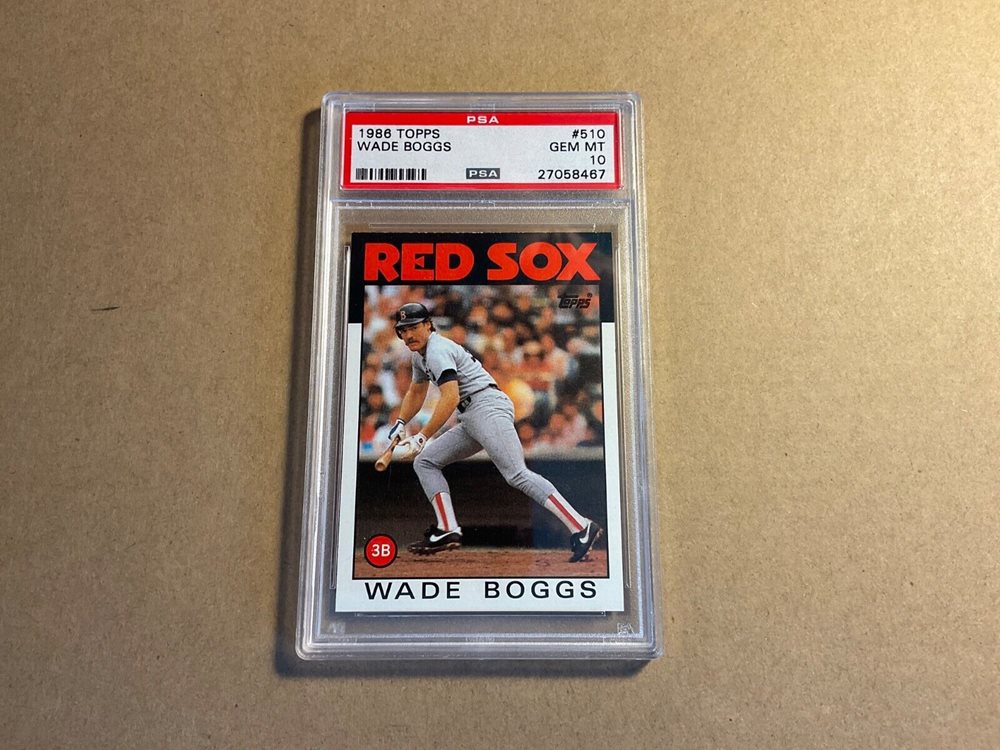 PSA
1986 TOPPS #510
WADE BOGGS GEM MT
10
PSA 27058467
RED SOX
TOPPS®
B
3B
WADE BOGGS